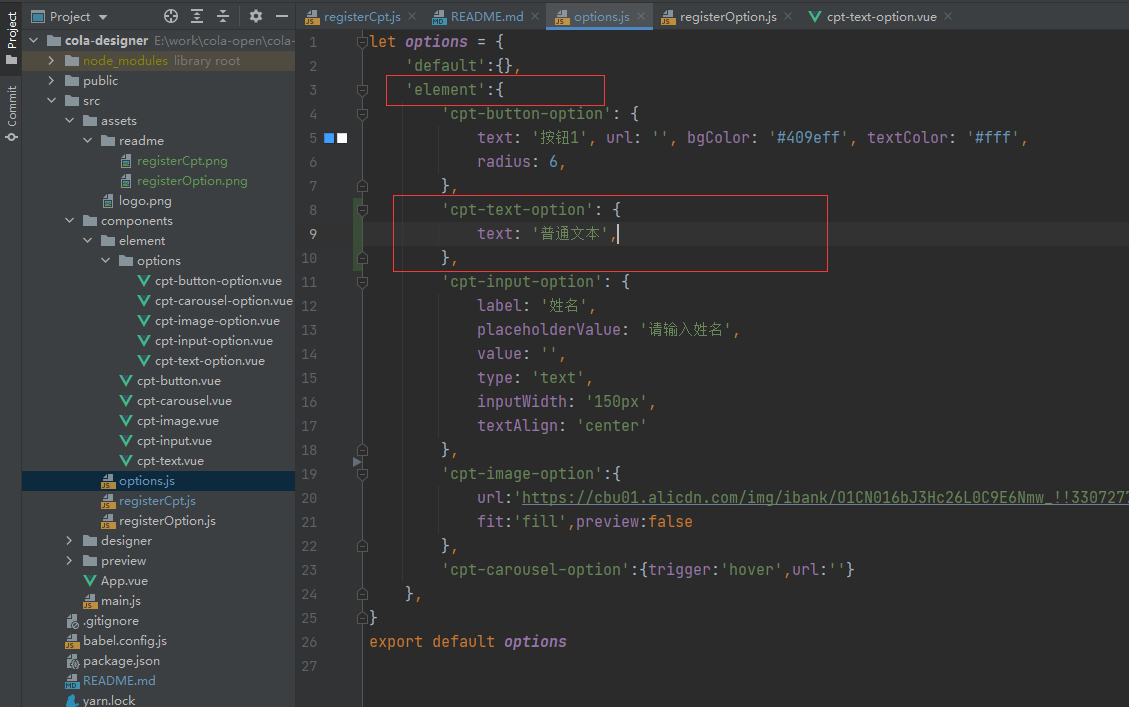 Project
registerCpt.js
README.md
options.js
registerOption.js
cpt-text-option.vue
Project
Commit
cola-designer E:\work\cola-open\cola-
node_modules library root
public
src
assets
readme
registerCpt.png
registerOption.png
logo.png
components
element
options
cpt-button-option.vue
cpt-carousel-option.vue
cpt-image-option.vue
cpt-input-option.vue
cpt-text-option.vue
cpt-button.vue
cpt-carousel.vue
cpt-image.vue
cpt-input.vue
cpt-text.vue
options.js
registerCpt.js
registerOption.js
designer
preview
App.vue
main.js
.gitignore
babel.config.js
package.json
README.md
yarn.lock
1 let options = {
2 'default':{},
3 'element':{
4 'cpt-button-option': {
5 text: '按钮1', url: '', bgColor: '#409eff', textColor: '#fff',
6 radius: 6,
7 },
8 'cpt-text-option': {
9 text: '普通文本',
10 },
11 'cpt-input-option': {
12 label: '姓名',
13 placeholderValue: '请输入姓名',
14 value: '',
15 type: 'text',
16 inputWidth: '150px',
17 textAlign: 'center'
18 },
19 'cpt-image-option':{
20 url:'https://cbu01.alicdn.com/img/ibank/O1CN016bJ3Hc26L0C9E6Nmw_!!3307277
21 fit:'fill',preview:false
22 },
23 'cpt-carousel-option':{trigger:'hover',url:''}
24 },
25 }
26 export default options
27